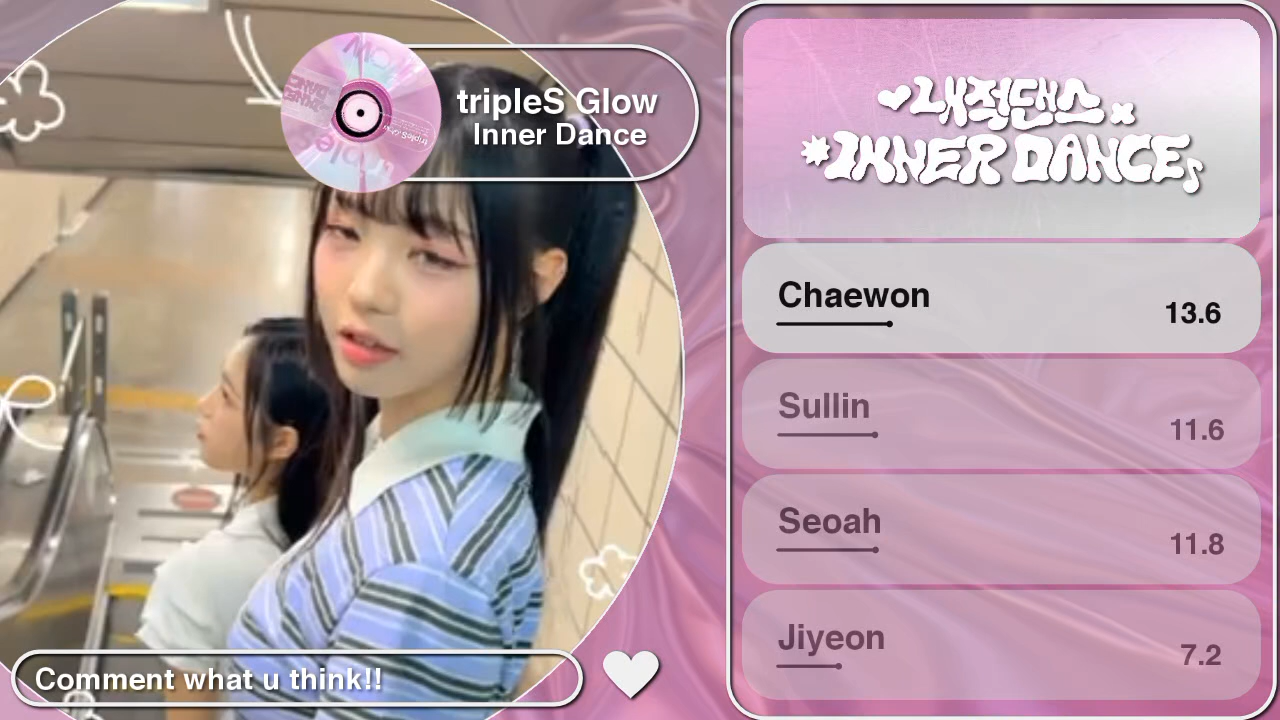 tripleS Glow
Inner Dance
Comment what u think!!
내적댄스
INNER DANCE
Chaewon
13.6
Sullin
11.6
Seoah
11.8
Jiyeon
7.2